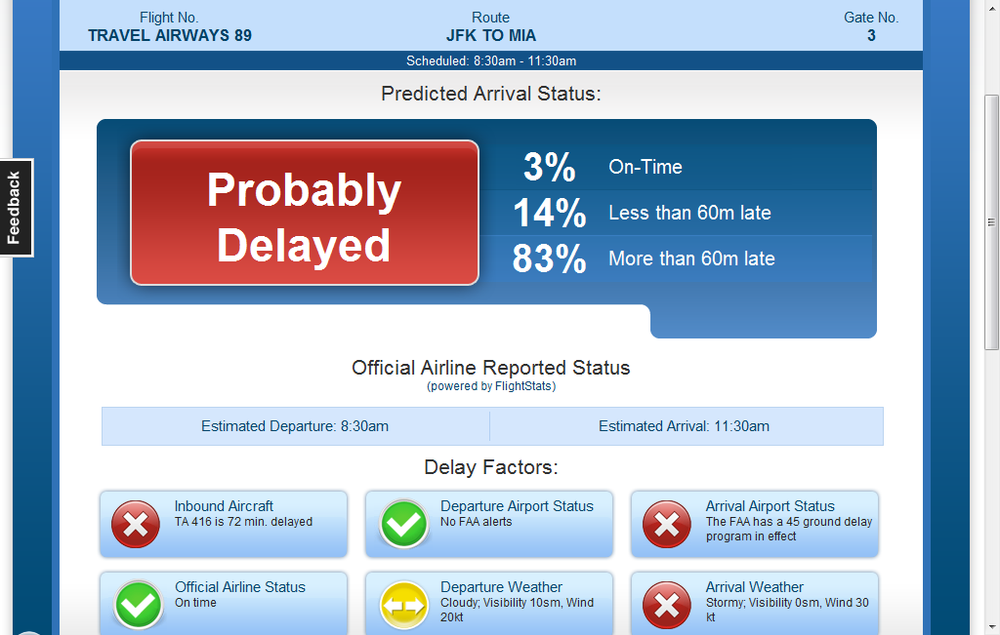 Flight No.
TRAVEL AIRWAYS 89
Route
JFK TO MIA
Gate No.
3
Scheduled: 8:30am - 11:30am
Predicted Arrival Status:
Feedback
Probably
Delayed
3% On-Time
14% Less than 60m late
83% More than 60m late
Official Airline Reported Status
(powered by FlightStats)
Estimated Departure: 8:30am
Estimated Arrival: 11:30am
Delay Factors:
Inbound Aircraft
TA 416 is 72 min. delayed
Departure Airport Status
No FAA alerts
Arrival Airport Status
The FAA has a 45 ground delay
program in effect
Official Airline Status
On time
Departure Weather
Cloudy; Visibility 10sm, Wind
20kt
Arrival Weather
Stormy; Visibility 0sm, Wind 30
kt